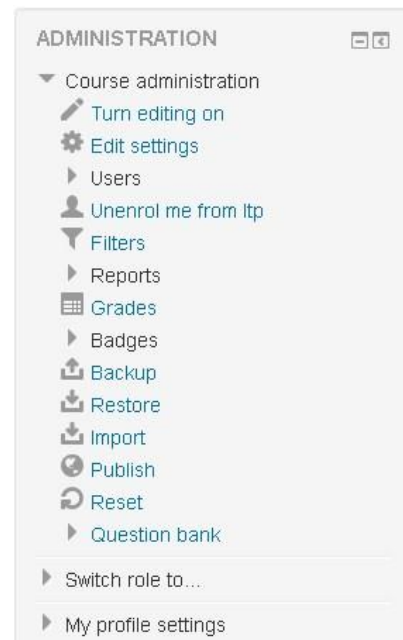 ADMINISTRATION
Course administration
Turn editing on
Edit settings
Users
Unenrol me from ltp
Filters
Reports
Grades
Badges
Backup
Restore
Import
Publish
Reset
Question bank
Switch role to...
My profile settings